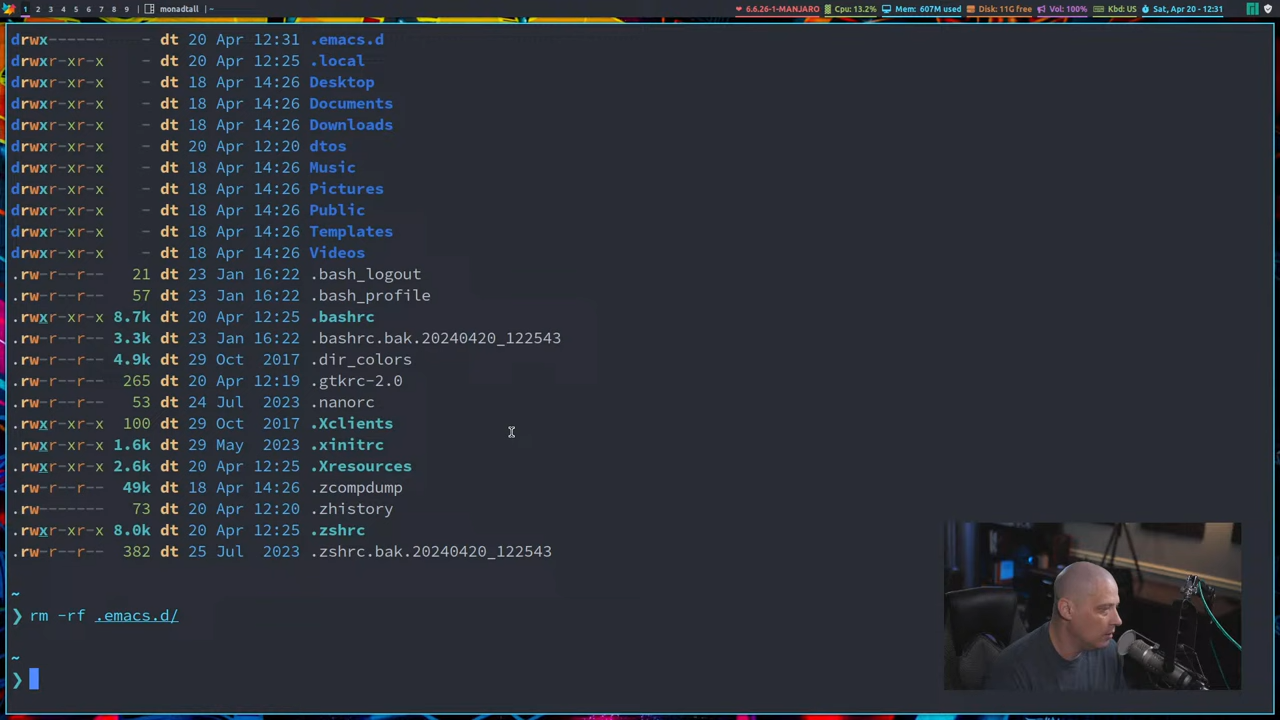 1 2 3 4 5 6 7 8 9 monadtall ~ 6.6.26-1-MANJARO Cpu: 13.2% Mem: 607M used Disk: 11G free Vol: 100% Kbd: US Sat, Apr 20 - 12:31
drwx------ - dt 20 Apr 12:31 .emacs.d
drwxr-xr-x - dt 20 Apr 12:25 .local
drwxr-xr-x - dt 18 Apr 14:26 Desktop
drwxr-xr-x - dt 18 Apr 14:26 Documents
drwxr-xr-x - dt 18 Apr 14:26 Downloads
drwxr-xr-x - dt 20 Apr 12:20 dtos
drwxr-xr-x - dt 18 Apr 14:26 Music
drwxr-xr-x - dt 18 Apr 14:26 Pictures
drwxr-xr-x - dt 18 Apr 14:26 Public
drwxr-xr-x - dt 18 Apr 14:26 Templates
drwxr-xr-x - dt 18 Apr 14:26 Videos
.rw-r--r-- 21 dt 23 Jan 16:22 .bash_logout
.rw-r--r-- 57 dt 23 Jan 16:22 .bash_profile
.rwxr-xr-x 8.7k dt 20 Apr 12:25 .bashrc
.rw-r--r-- 3.3k dt 23 Jan 16:22 .bashrc.bak.20240420_122543
.rw-r--r-- 4.9k dt 29 Oct 2017 .dir_colors
.rw-r--r-- 265 dt 20 Apr 12:19 .gtkrc-2.0
.rw-r--r-- 53 dt 24 Jul 2023 .nanorc
.rwxr-xr-x 100 dt 29 Oct 2017 .Xclients
.rwxr-xr-x 1.6k dt 29 May 2023 .xinitrc
.rwxr-xr-x 2.6k dt 20 Apr 12:25 .Xresources
.rw-r--r-- 49k dt 18 Apr 14:26 .zcompdump
.rw------- 73 dt 20 Apr 12:20 .zhistory
.rwxr-xr-x 8.0k dt 20 Apr 12:25 .zshrc
.rw-r--r-- 382 dt 25 Jul 2023 .zshrc.bak.20240420_122543
~
❯ rm -rf .emacs.d/
~
❯